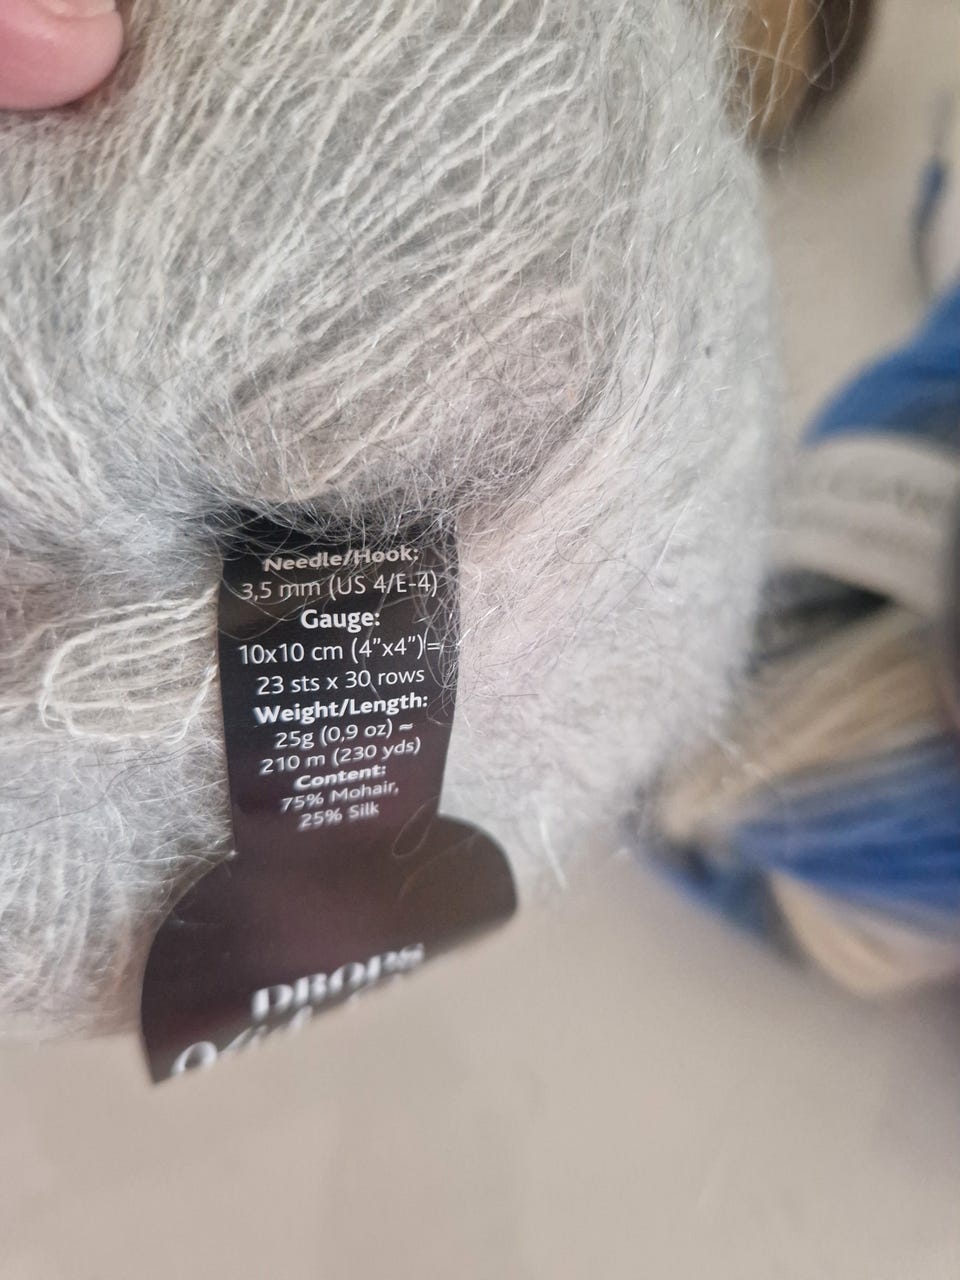 Needle/Hook:
3,5 mm (US 4/E-4)
Gauge:
10x10 cm (4”x4”)=
23 sts x 30 rows
Weight/Length:
25g (0,9 oz) ≈
210 m (230 yds)
Content:
75% Mohair,
25% Silk
DROPS